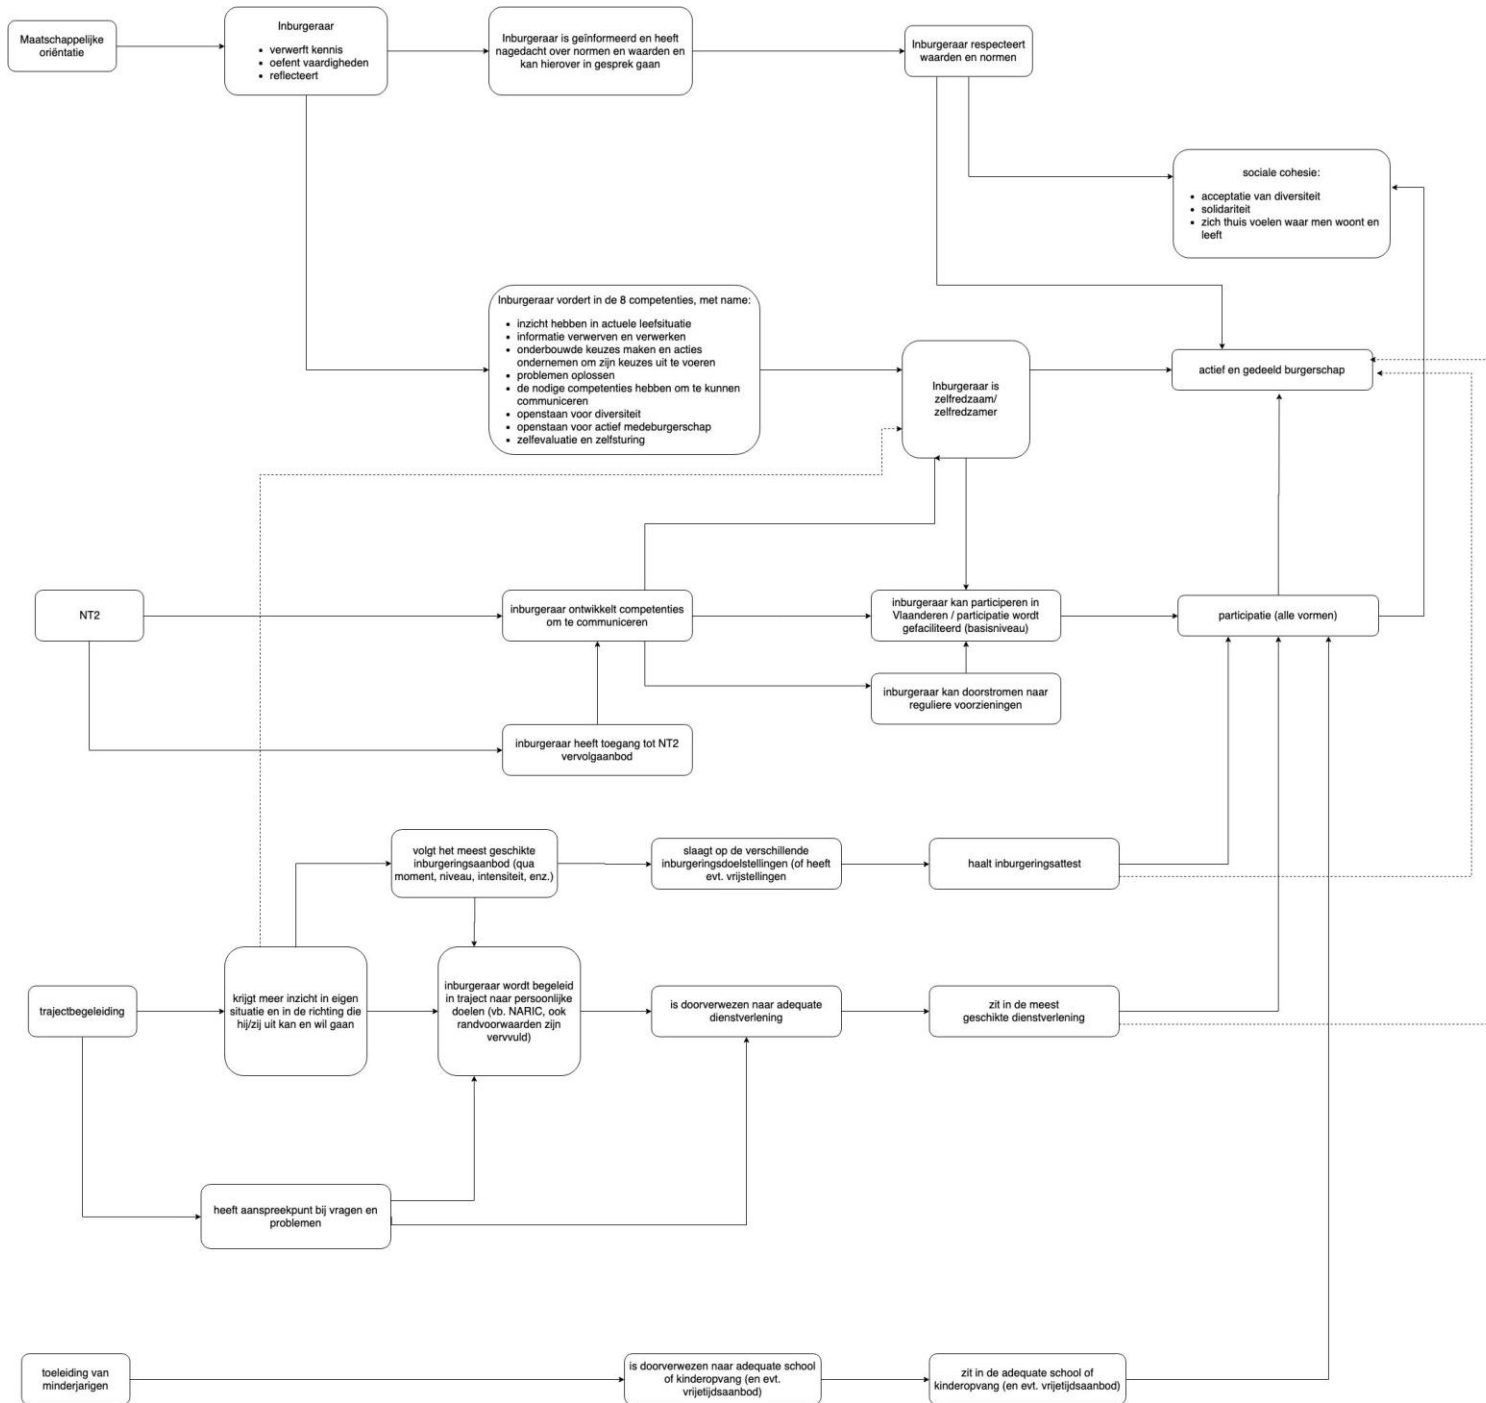 Maatschappelijke
oriëntatie
Inburgeraar
• verwerft kennis
• oefent vaardigheden
• reflecteert
Inburgeraar is geïnformeerd en heeft
nagedacht over normen en waarden en
kan hierover in gesprek gaan
Inburgeraar respecteert
waarden en normen
sociale cohesie:
• acceptatie van diversiteit
• solidariteit
• zich thuis voelen waar men woont en
leeft
Inburgeraar vordert in de 8 competenties, met name:
• inzicht hebben in actuele leefsituatie
• informatie verwerven en verwerken
• onderbouwde keuzes maken en acties
ondernemen om zijn keuzes uit te voeren
• problemen oplossen
• de nodige competenties hebben om te kunnen
communiceren
• openstaan voor diversiteit
• openstaan voor actief medeburgerschap
• zelfevaluatie en zelfsturing
Inburgeraar is
zelfredzaam/
zelfredzamer
actief en gedeeld burgerschap
NT2
inburgeraar ontwikkelt competenties
om te communiceren
inburgeraar kan participeren in
Vlaanderen / participatie wordt
gefaciliteerd (basisniveau)
participatie (alle vormen)
inburgeraar kan doorstromen naar
reguliere voorzieningen
inburgeraar heeft toegang tot NT2
vervolgaanbod
volgt het meest geschikte
inburgeringsaanbod (qua
moment, niveau, intensiteit, enz.)
slaagt op de verschillende
inburgeringsdoelstellingen (of heeft
evt. vrijstellingen
haalt inburgeringsattest
trajectbegeleiding
krijgt meer inzicht in eigen
situatie en in de richting die
hij/zij uit kan en wil gaan
inburgeraar wordt begeleid
in traject naar persoonlijke
doelen (vb. NARIC, ook
randvoorwaarden zijn
vervvuld)
is doorverwezen naar adequate
dienstverlening
zit in de meest
geschikte dienstverlening
heeft aanspreekpunt bij vragen en
problemen
toeleiding van
minderjarigen
is doorverwezen naar adequate school
of kinderopvang (en evt.
vrijetijdsaanbod)
zit in de adequate school of
kinderopvang (en evt. vrijetijdsaanbod)